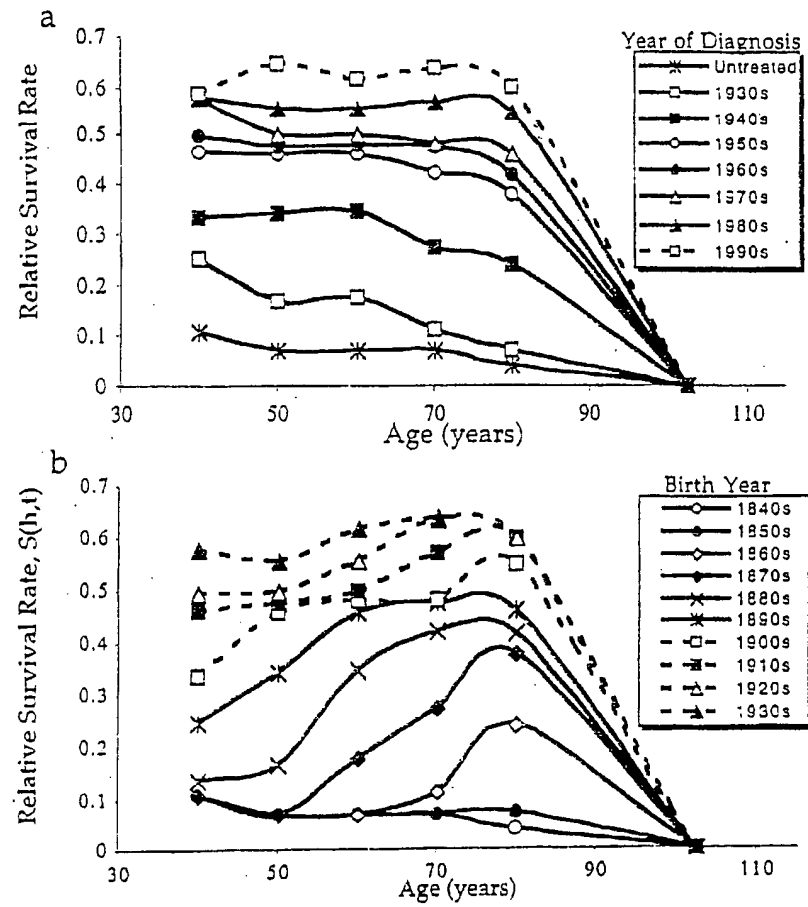 a
Relative Survival Rate
0.7
0.6
0.5
0.4
0.3
0.2
0.1
0
30
50
70
90
110
Age (years)
Year of Diagnosis
Untreated
1930s
1940's
1950s
1960s
1970s
1980s
1990s
b
Relative Survival Rate, S(h,t)
0.7
0.6
0.5
0.4
0.3
0.2
0.1
0
30
50
70
90
110
Age (years)
Birth Year
1840s
1850s
1860s
1870s
1880s
1890s
1900s
1910s
1920s
1930s